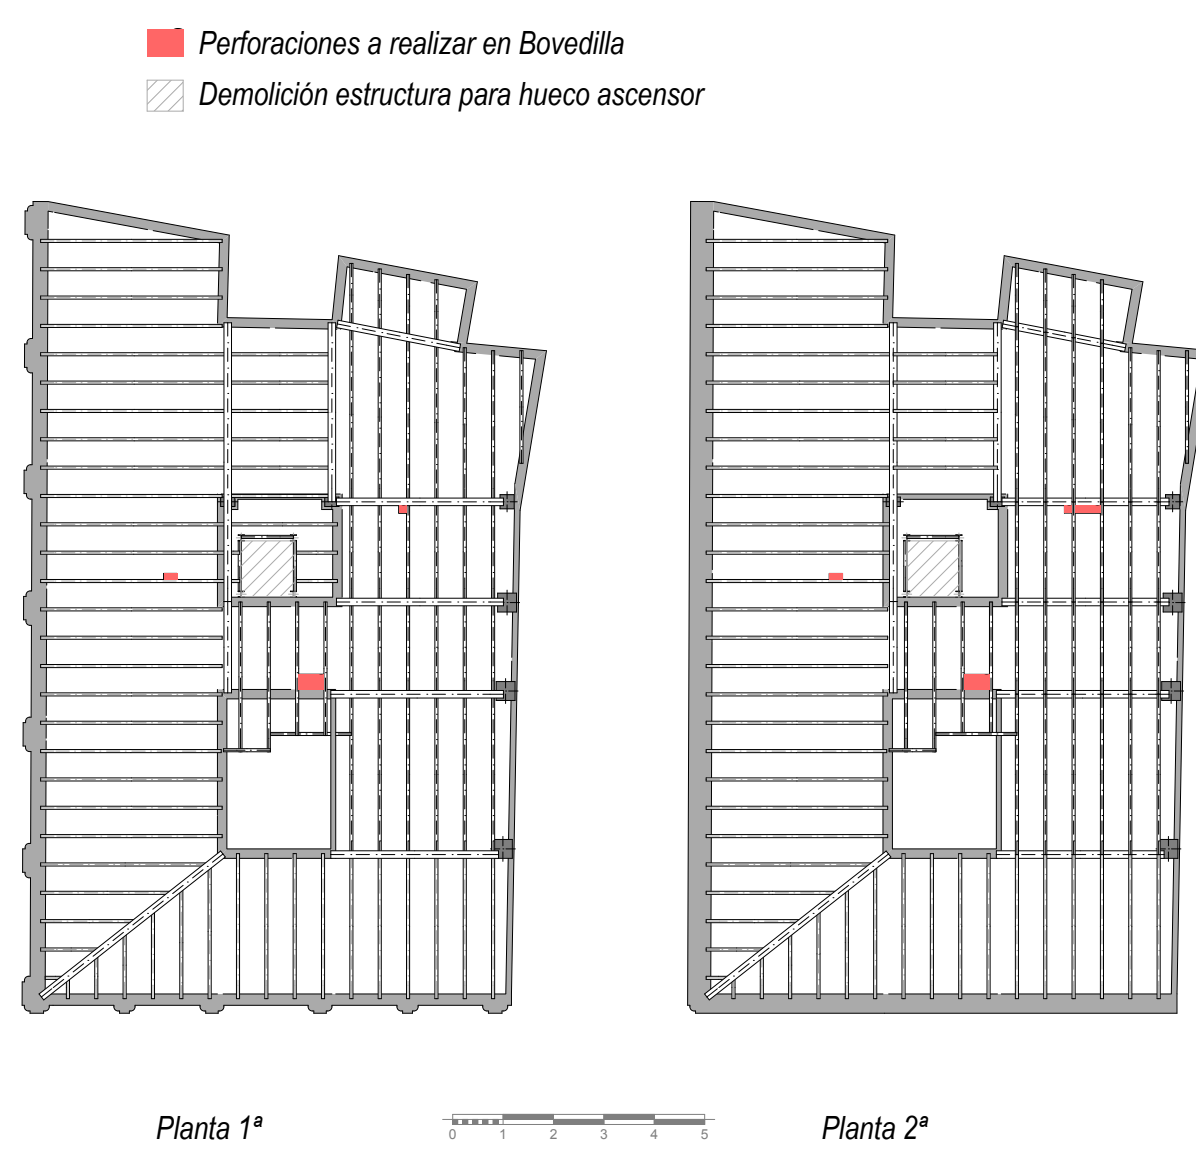 Perforaciones a realizar en Bovedilla
Demolición estructura para hueco ascensor
Planta 1ª
0 1 2 3 4 5
Planta 2ª